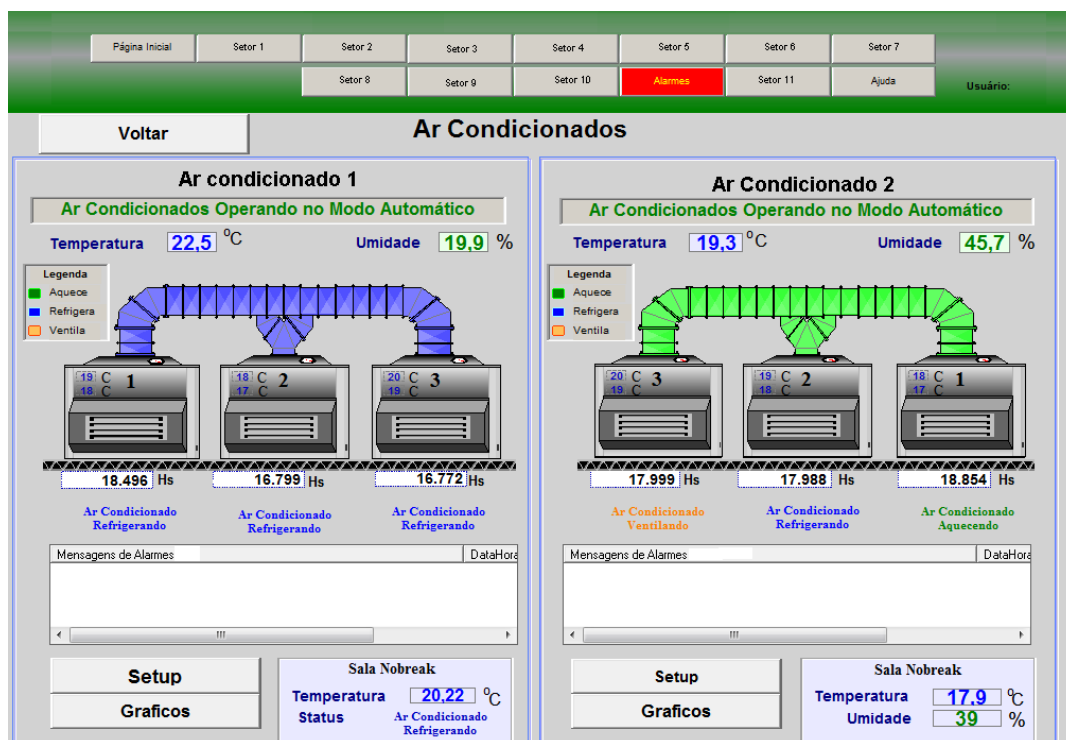 Página Inicial
Setor 1
Setor 2
Setor 3
Setor 4
Setor 5
Setor 6
Setor 7
Setor 8
Setor 9
Setor 10
Alarmes
Setor 11
Ajuda
Usuário:
Voltar
Ar Condicionados
Ar condicionado 1
Ar Condicionados Operando no Modo Automático
Temperatura 22,5 °C Umidade 19,9 %
Legenda
Aquece
Refrigera
Ventila
19 C 1
18 C
18 C 2
17 C
20 C 3
19 C
18.496 Hs
16.799 Hs
16.772 Hs
Ar Condicionado
Refrigerando
Ar Condicionado
Refrigerando
Ar Condicionado
Refrigerando
Mensagens de Alarmes DataHora
Setup
Graficos
Sala Nobreak
Temperatura 20,22 °C
Status Ar Condicionado
Refrigerando
Ar Condicionado 2
Ar Condicionados Operando no Modo Automático
Temperatura 19,3 °C Umidade 45,7 %
Legenda
Aquece
Refrigera
Ventila
20 C 3
19 C
19 C 2
18 C
18 C 1
17 C
17.999 Hs
17.988 Hs
18.854 Hs
Ar Condicionado
Ventilando
Ar Condicionado
Refrigerando
Ar Condicionado
Aquecendo
Mensagens de Alarmes DataHora
Setup
Graficos
Sala Nobreak
Temperatura 17,9 °C
Umidade 39 %